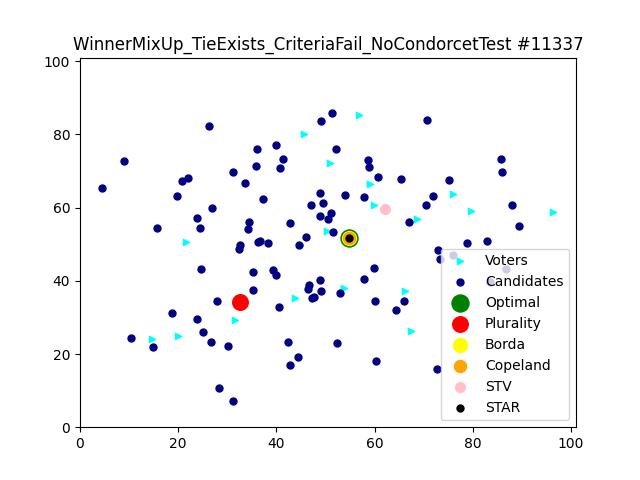 WinnerMixUp_TieExists_CriteriaFail_NoCondorcetTest #11337
100
80
60
40
20
0
0 20 40 60 80 100
Voters
Candidates
Optimal
Plurality
Borda
Copeland
STV
STAR